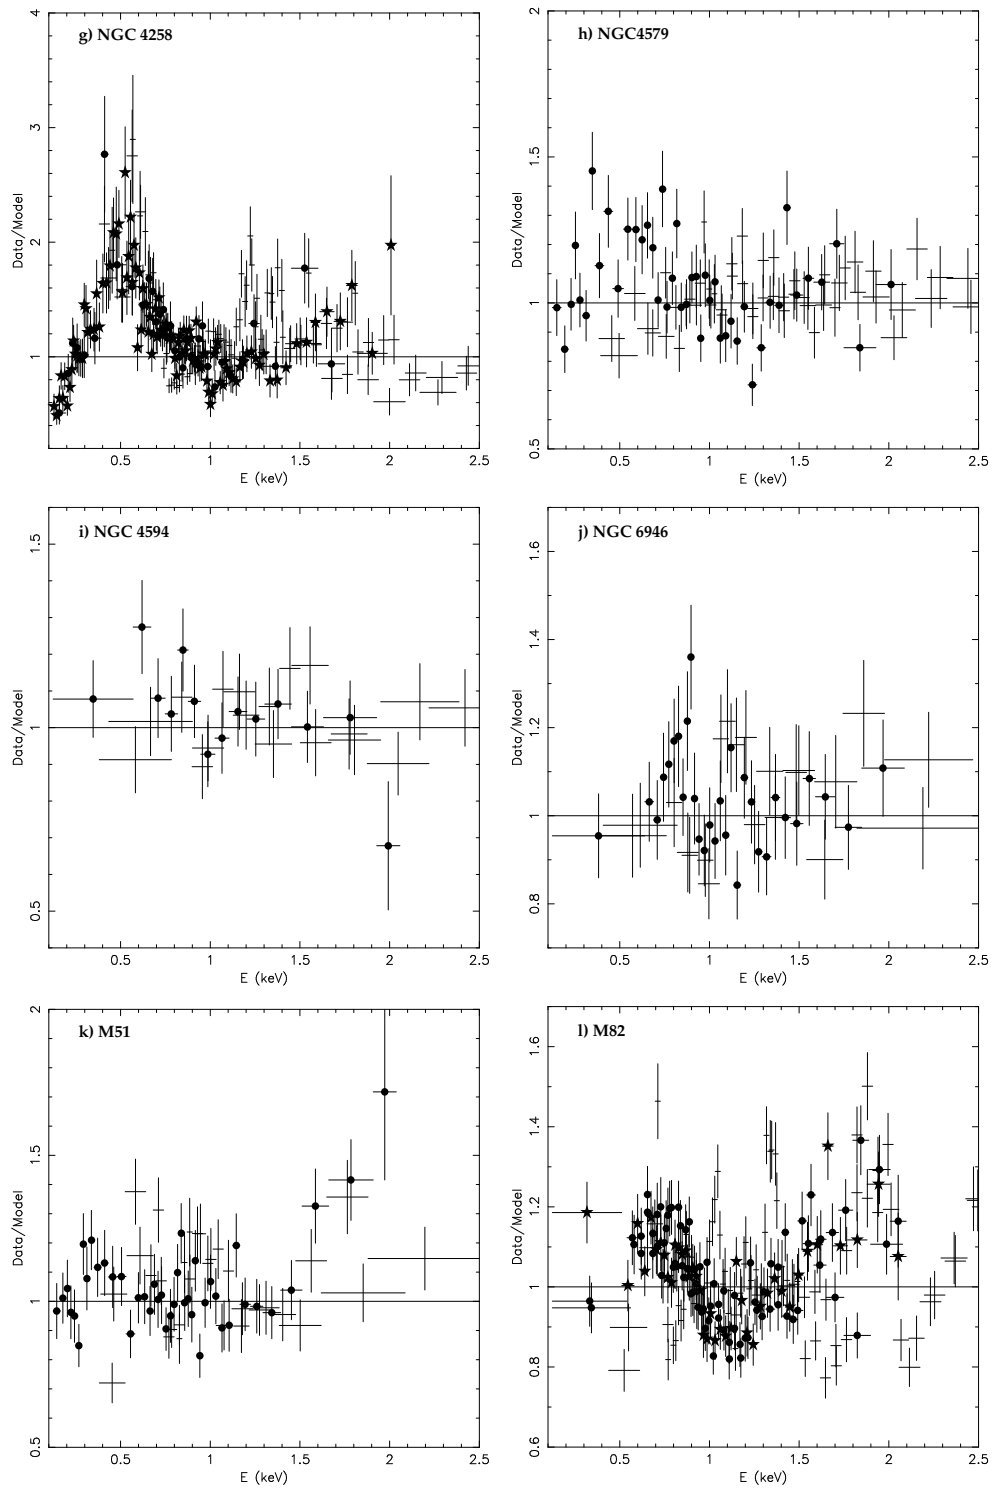 g) NGC 4258
Data/Model
4
3
2
1
0.5 1 1.5 2 2.5
E (keV)
h) NGC4579
Data/Model
2
1.5
1
0.5
0.5 1 1.5 2 2.5
E (keV)
i) NGC 4594
Data/Model
1.5
1
0.5
0.5 1 1.5 2 2.5
E (keV)
j) NGC 6946
Data/Model
1.6
1.4
1.2
1
0.8
0.5 1 1.5 2 2.5
E (keV)
k) M51
Data/Model
2
1.5
1
0.5
0.5 1 1.5 2 2.5
E (keV)
l) M82
Data/Model
1.6
1.4
1.2
1
0.8
0.6
0.5 1 1.5 2 2.5
E (keV)